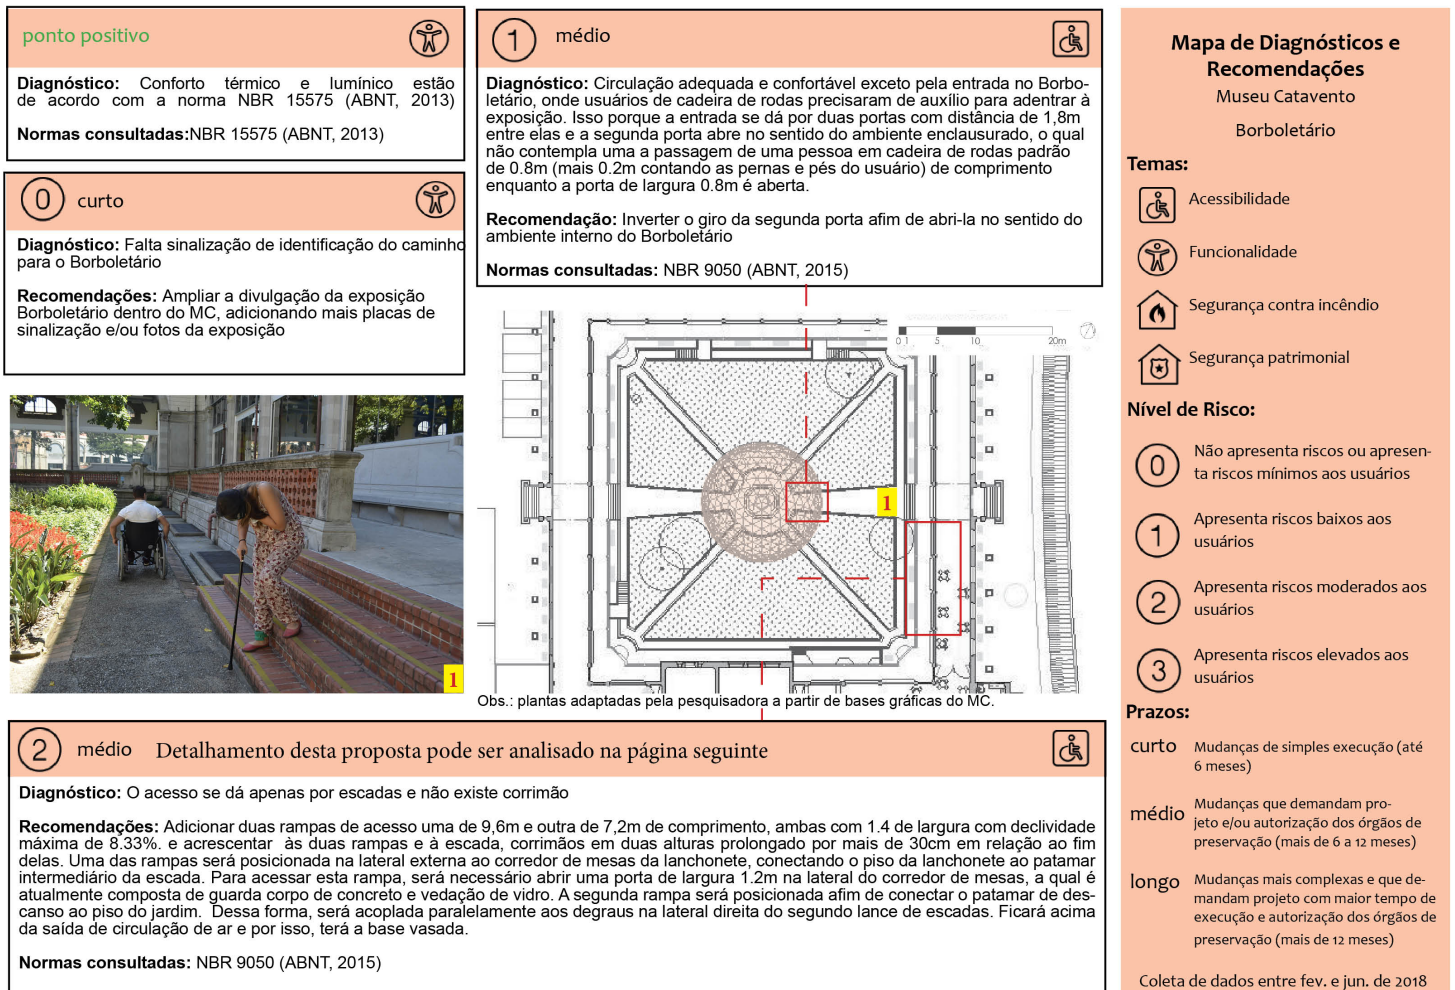 ponto positivo
Diagnóstico: Conforto térmico e lumínico estão
de acordo com a norma NBR 15575 (ABNT, 2013)
Normas consultadas:NBR 15575 (ABNT, 2013)
0 curto
Diagnóstico: Falta sinalização de identificação do caminho
para o Borboletário
Recomendações: Ampliar a divulgação da exposição
Borboletário dentro do MC, adicionando mais placas de
sinalização e/ou fotos da exposição
1
1 médio
Diagnóstico: Circulação adequada e confortável exceto pela entrada no Borbo-
letário, onde usuários de cadeira de rodas precisaram de auxílio para adentrar à
exposição. Isso porque a entrada se dá por duas portas com distância de 1,8m
entre elas e a segunda porta abre no sentido do ambiente enclausurado, o qual
não contempla uma a passagem de uma pessoa em cadeira de rodas padrão
de 0.8m (mais 0.2m contando as pernas e pés do usuário) de comprimento
enquanto a porta de largura 0.8m é aberta.
Recomendação: Inverter o giro da segunda porta afim de abri-la no sentido do
ambiente interno do Borboletário
Normas consultadas: NBR 9050 (ABNT, 2015)
0 1 5 10 20m
1
Obs.: plantas adaptadas pela pesquisadora a partir de bases gráficas do MC.
2 médio Detalhamento desta proposta pode ser analisado na página seguinte
Diagnóstico: O acesso se dá apenas por escadas e não existe corrimão
Recomendações: Adicionar duas rampas de acesso uma de 9,6m e outra de 7,2m de comprimento, ambas com 1.4 de largura com declividade
máxima de 8.33%. e acrescentar às duas rampas e à escada, corrimãos em duas alturas prolongado por mais de 30cm em relação ao fim
delas. Uma das rampas será posicionada na lateral externa ao corredor de mesas da lanchonete, conectando o piso da lanchonete ao patamar
intermediário da escada. Para acessar esta rampa, será necessário abrir uma porta de largura 1.2m na lateral do corredor de mesas, a qual é
atualmente composta de guarda corpo de concreto e vedação de vidro. A segunda rampa será posicionada afim de conectar o patamar de des-
canso ao piso do jardim. Dessa forma, será acoplada paralelamente aos degraus na lateral direita do segundo lance de escadas. Ficará acima
da saída de circulação de ar e por isso, terá a base vasada.
Normas consultadas: NBR 9050 (ABNT, 2015)
Mapa de Diagnósticos e
Recomendações
Museu Catavento
Borboletário
Temas:
Acessibilidade
Funcionalidade
Segurança contra incêndio
Segurança patrimonial
Nível de Risco:
0 Não apresenta riscos ou apresen-
ta riscos mínimos aos usuários
1 Apresenta riscos baixos aos
usuários
2 Apresenta riscos moderados aos
usuários
3 Apresenta riscos elevados aos
usuários
Prazos:
curto Mudanças de simples execução (até
6 meses)
médio Mudanças que demandam pro-
jeto e/ou autorização dos órgãos de
preservação (mais de 6 a 12 meses)
longo Mudanças mais complexas e que de-
mandam projeto com maior tempo de
execução e autorização dos órgãos de
preservação (mais de 12 meses)
Coleta de dados entre fev. e jun. de 2018